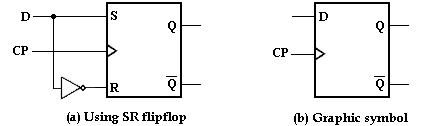 D S Q D Q
CP CP
R Q̅ Q̅
(a) Using SR flipflop (b) Graphic symbol